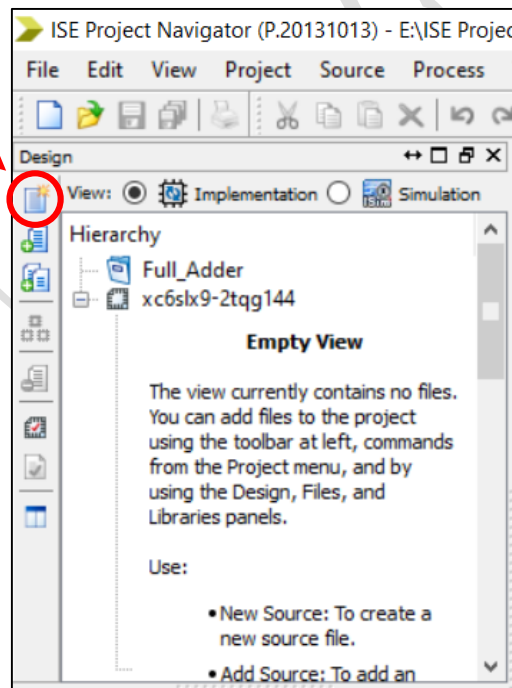 ISE Project Navigator (P.20131013) - E:\ISE Projec
File Edit View Project Source Process
Design
View: Implementation Simulation
Hierarchy
Full_Adder
xc6slx9-2tqg144
Empty View
The view currently contains no files.
You can add files to the project
using the toolbar at left, commands
from the Project menu, and by
using the Design, Files, and
Libraries panels.
Use:
•New Source: To create a
new source file.
•Add Source: To add an